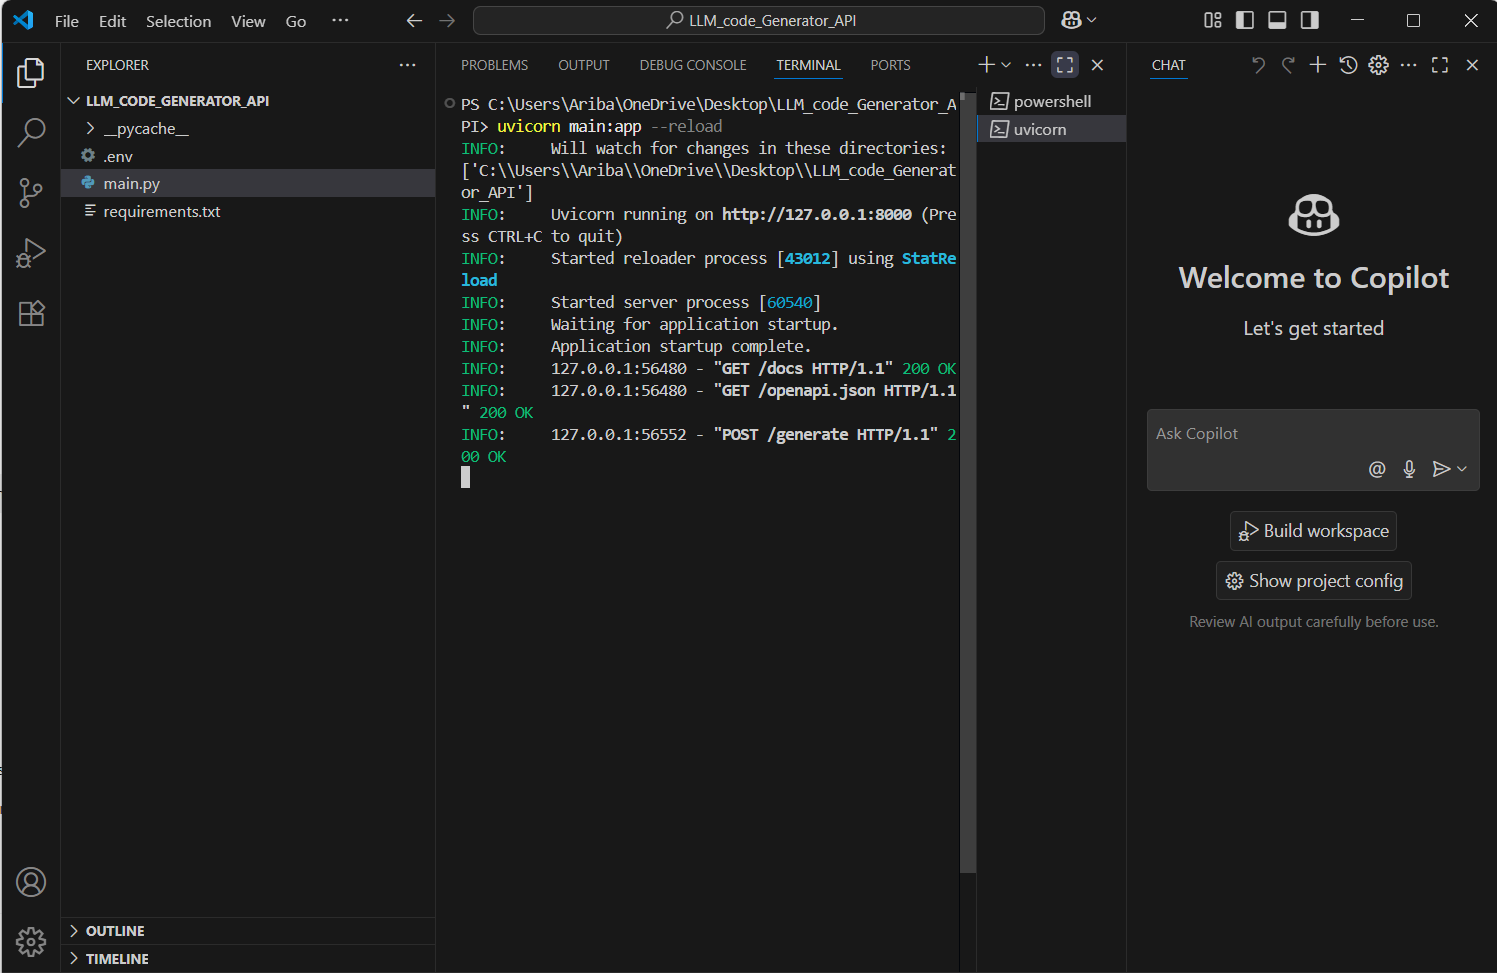 File Edit Selection View Go ···
LLM_code_Generator_API
EXPLORER
LLM_CODE_GENERATOR_API
__pycache__
.env
main.py
requirements.txt
OUTLINE
TIMELINE
PROBLEMS OUTPUT DEBUG CONSOLE TERMINAL PORTS
PS C:\Users\Ariba\OneDrive\Desktop\LLM_code_Generator_A
PI> uvicorn main:app --reload
INFO:     Will watch for changes in these directories:
['C:\\Users\\Ariba\\OneDrive\\Desktop\\LLM_code_Generat
or_API']
INFO:     Uvicorn running on http://127.0.0.1:8000 (Pre
ss CTRL+C to quit)
INFO:     Started reloader process [43012] using StatRe
load
INFO:     Started server process [60540]
INFO:     Waiting for application startup.
INFO:     Application startup complete.
INFO:     127.0.0.1:56480 - "GET /docs HTTP/1.1" 200 OK
INFO:     127.0.0.1:56480 - "GET /openapi.json HTTP/1.1
" 200 OK
INFO:     127.0.0.1:56552 - "POST /generate HTTP/1.1" 2
00 OK
powershell
uvicorn
CHAT
Welcome to Copilot
Let's get started
Ask Copilot
Build workspace
Show project config
Review AI output carefully before use.